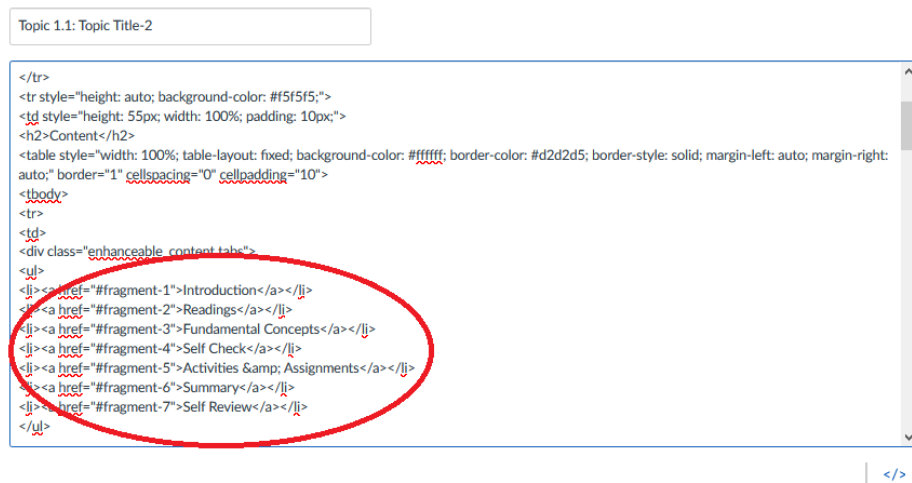 Topic 1.1: Topic Title-2
</tr>
<tr style="height: auto; background-color: #f5f5f5;">
<td style="height: 55px; width: 100%; padding: 10px;">
<h2>Content</h2>
<table style="width: 100%; table-layout: fixed; background-color: #ffffff; border-color: #d2d2d5; border-style: solid; margin-left: auto; margin-right:
auto;" border="1" cellspacing="0" cellpadding="10">
<tbody>
<tr>
<td>
<div class="enhanceable_content tabs">
<ul>
<li><a href="#fragment-1">Introduction</a></li>
<li><a href="#fragment-2">Readings</a></li>
<li><a href="#fragment-3">Fundamental Concepts</a></li>
<li><a href="#fragment-4">Self Check</a></li>
<li><a href="#fragment-5">Activities &amp; Assignments</a></li>
<li><a href="#fragment-6">Summary</a></li>
<li><a href="#fragment-7">Self Review</a></li>
</ul>
</>